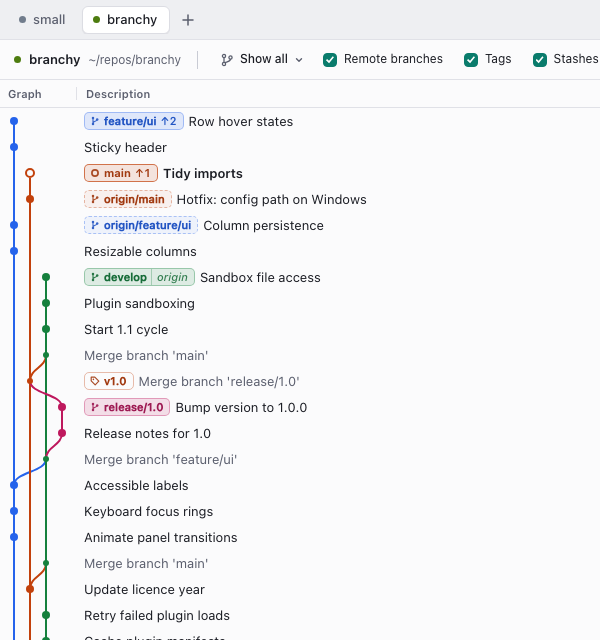 small branchy +
branchy ~/repos/branchy Show all Remote branches Tags Stashes
Graph Description
feature/ui ↑2 Row hover states
Sticky header
main ↑1 Tidy imports
origin/main Hotfix: config path on Windows
origin/feature/ui Column persistence
Resizable columns
develop origin Sandbox file access
Plugin sandboxing
Start 1.1 cycle
Merge branch 'main'
v1.0 Merge branch 'release/1.0'
release/1.0 Bump version to 1.0.0
Release notes for 1.0
Merge branch 'feature/ui'
Accessible labels
Keyboard focus rings
Animate panel transitions
Merge branch 'main'
Update licence year
Retry failed plugin loads
Cache plugin manifests